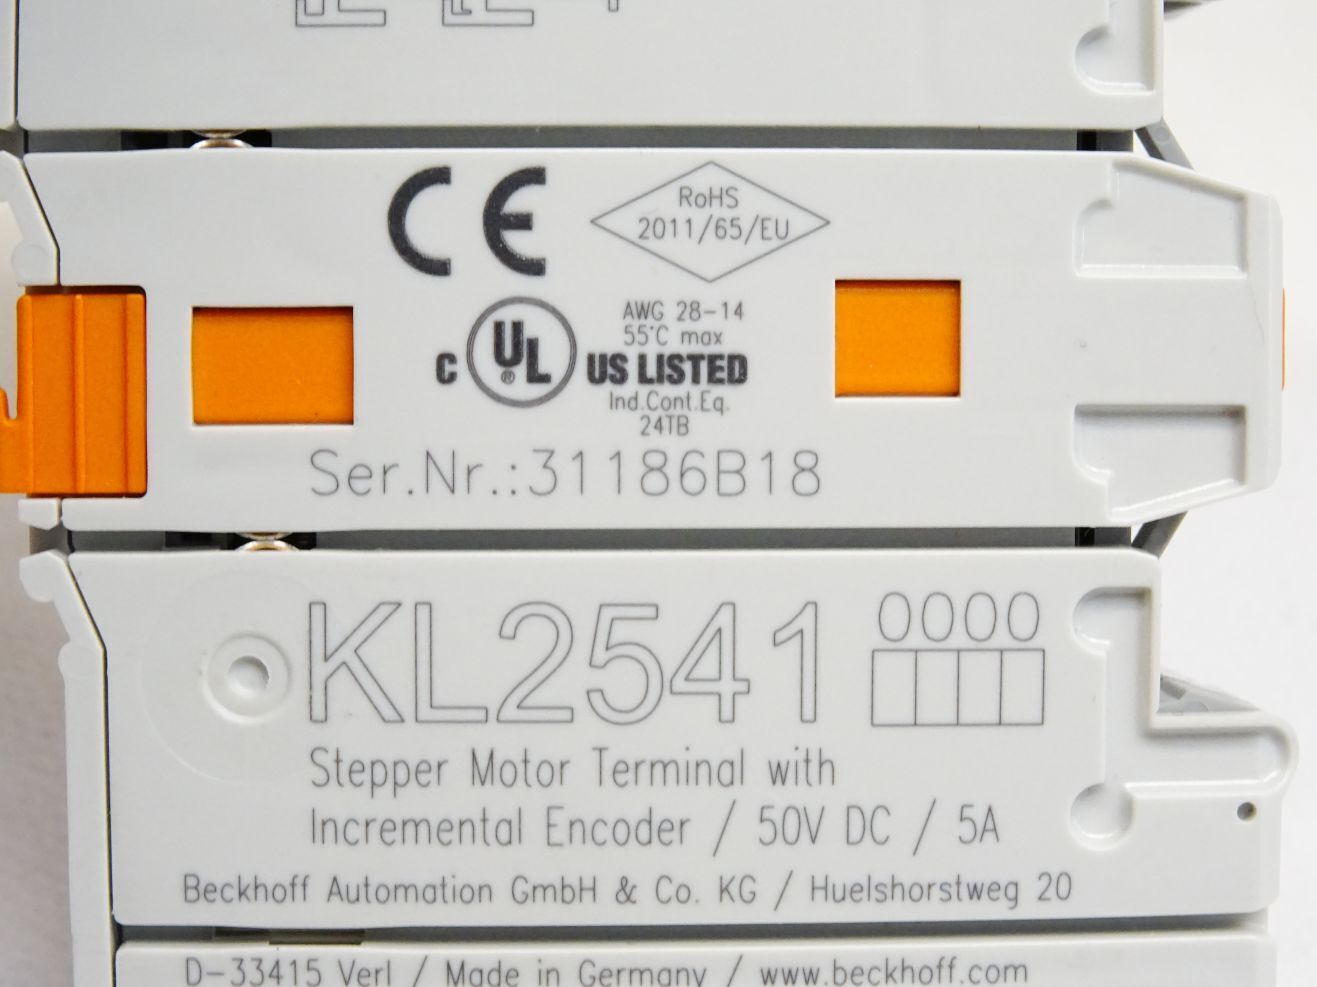 CE
RoHS
2011/65/EU
AWG 28-14
55°C max
C UL ® US LISTED
Ind.Cont.Eq.
24TB
Ser.Nr.:31186B18
KL2541 0000
Stepper Motor Terminal with
Incremental Encoder / 50V DC / 5A
Beckhoff Automation GmbH & Co. KG / Huelshorstweg 20
D-33415 Verl / Made in Germany / www.beckhoff.com